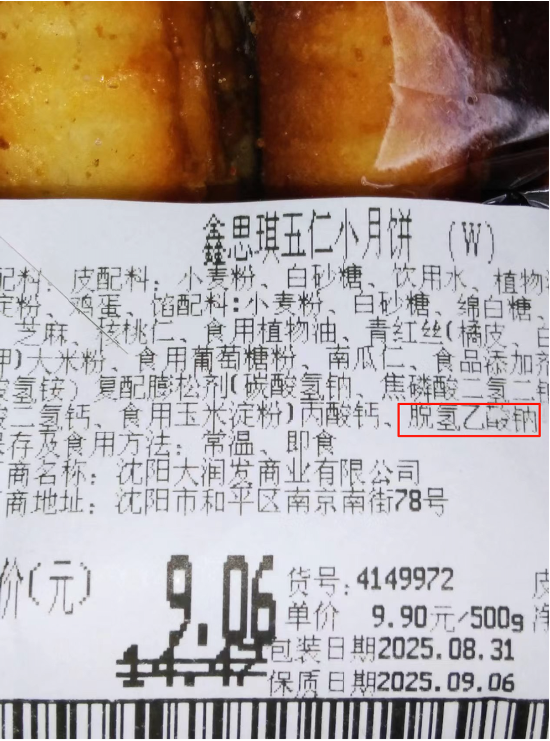 鑫思琪五仁小月饼 (W)
配料: 皮配料: 小麦粉、白砂糖、饮用水、植物
淀粉、鸡蛋、馅配料:小麦粉、白砂糖、绵白糖、
芝麻、核桃仁、食用植物油、青红丝(橘皮、白
)大米粉、食用葡萄糖粉、南瓜仁、食品添加剂
酸氢铵) 复配膨松剂(碳酸氢钠、焦磷酸二氢二钠
酸二氢钙、食用玉米淀粉)丙酸钙、脱氢乙酸钠
保存及食用方法: 常温、即食
商名称: 沈阳大润发商业有限公司
商地址: 沈阳市和平区南京南街78号
价(元)
9.06
14.47
货号:4149972
皮
单价 9.90元/500g 净
包装日期2025.08.31
保质日期2025.09.06